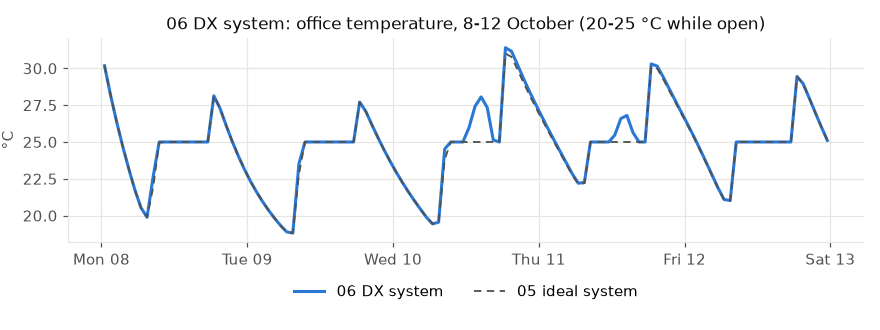 06 DX system: office temperature, 8-12 October (20-25 °C while open)
°C
30.0
27.5
25.0
22.5
20.0
Mon 08 Tue 09 Wed 10 Thu 11 Fri 12 Sat 13
06 DX system 05 ideal system